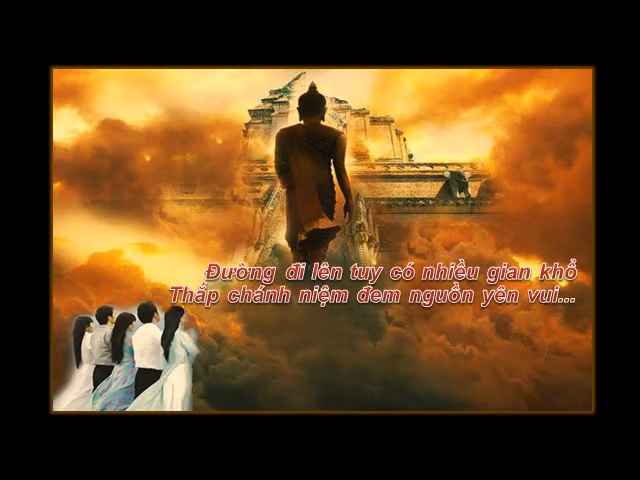 Đường đi lên tuy có nhiều gian khổ
Thắp chánh niệm đem nguồn yên vui...